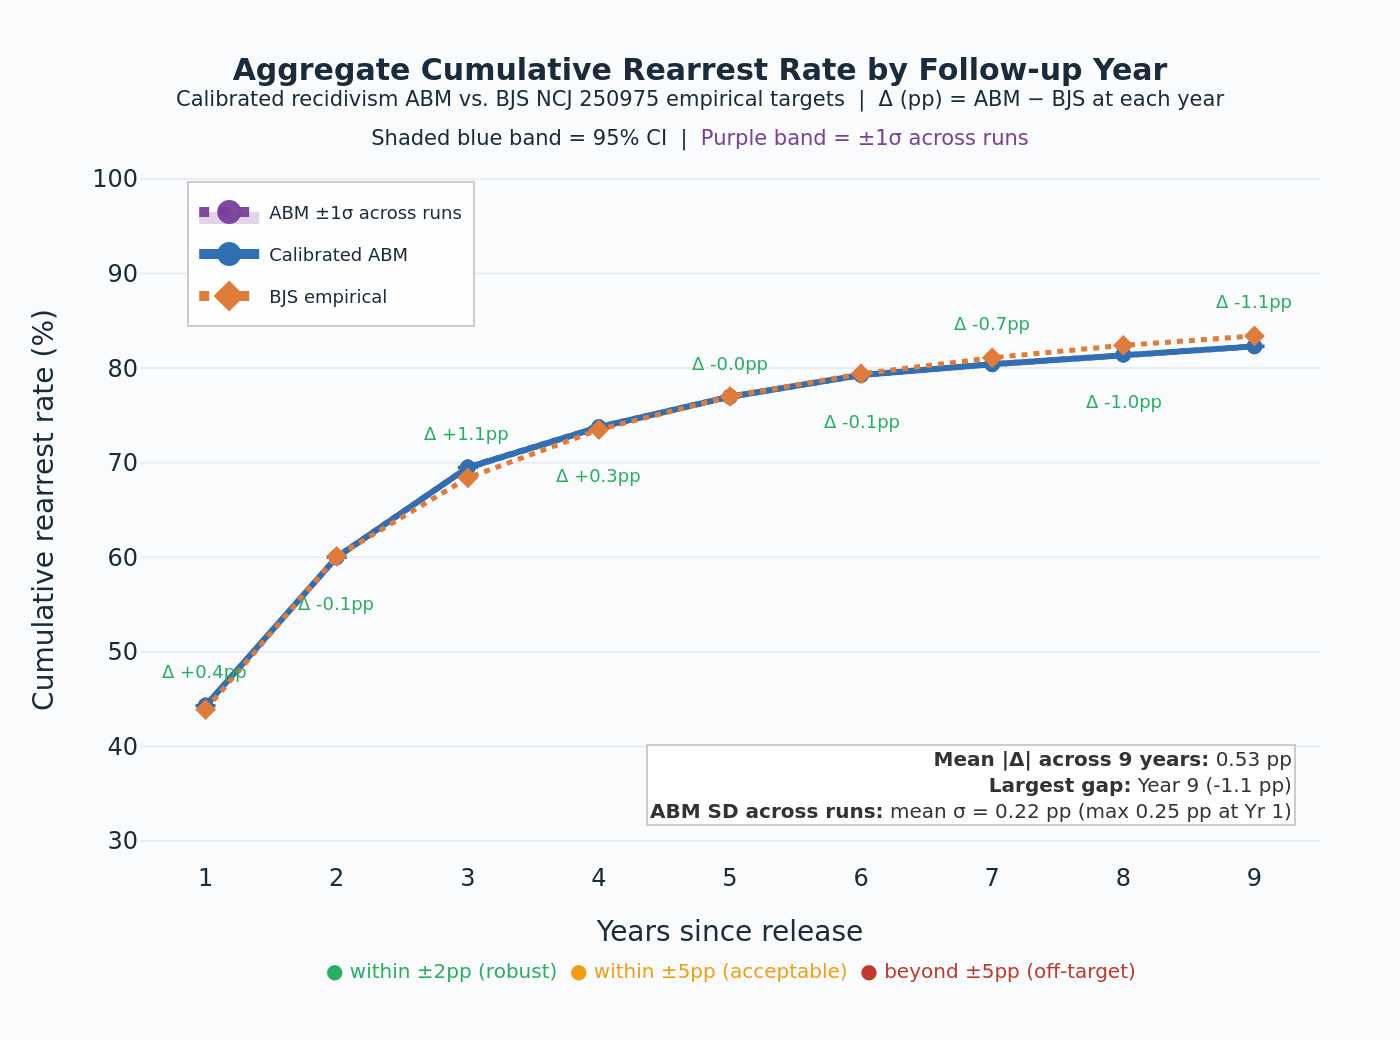 Aggregate Cumulative Rearrest Rate by Follow-up Year
Calibrated recidivism ABM vs. BJS NCJ 250975 empirical targets | Δ (pp) = ABM − BJS at each year
Shaded blue band = 95% CI | Purple band = ±1σ across runs
100
90
80
70
60
50
40
30
Cumulative rearrest rate (%)
ABM ±1σ across runs
Calibrated ABM
BJS empirical
Δ +0.4pp
Δ -0.1pp
Δ +1.1pp
Δ +0.3pp
Δ -0.0pp
Δ -0.1pp
Δ -0.7pp
Δ -1.0pp
Δ -1.1pp
Mean |Δ| across 9 years: 0.53 pp
Largest gap: Year 9 (-1.1 pp)
ABM SD across runs: mean σ = 0.22 pp (max 0.25 pp at Yr 1)
1 2 3 4 5 6 7 8 9
Years since release
● within ±2pp (robust) ● within ±5pp (acceptable) ● beyond ±5pp (off-target)